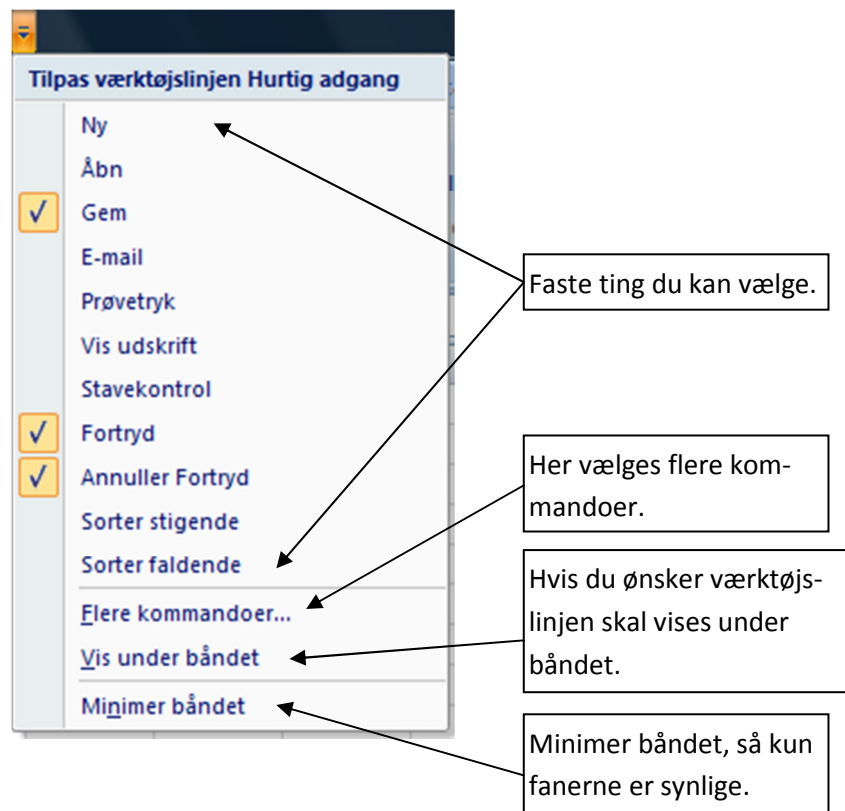 Tilpas værktøjslinjen Hurtig adgang
Ny
Åbn
Gem
E-mail
Prøvetryk
Vis udskrift
Stavekontrol
Fortryd
Annuller Fortryd
Sorter stigende
Sorter faldende
Flere kommandoer...
Vis under båndet
Minimer båndet
Faste ting du kan vælge.
Her vælges flere kom-
mandoer.
Hvis du ønsker værktøjs-
linjen skal vises under
båndet.
Minimer båndet, så kun
fanerne er synlige.